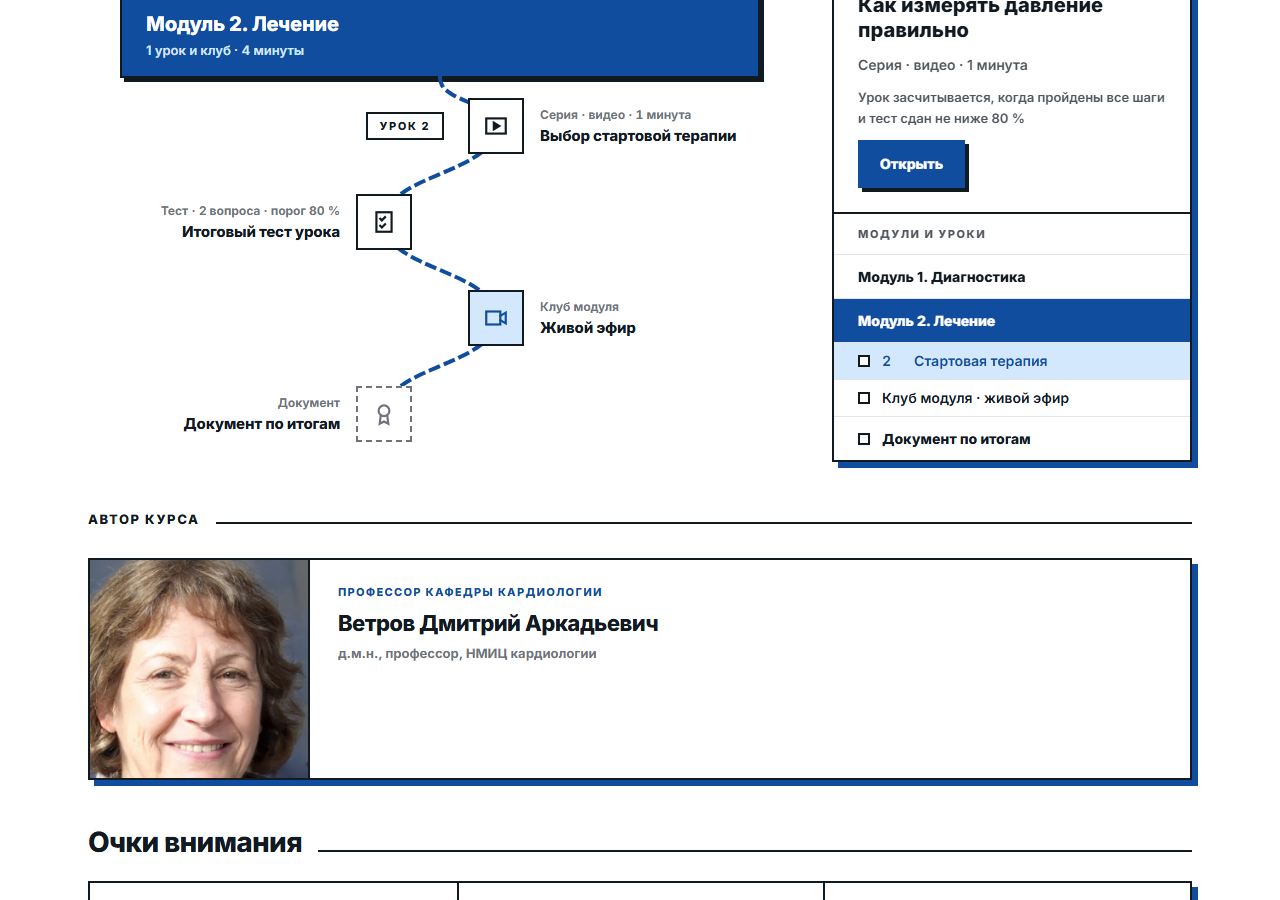 Модуль 2. Лечение
1 урок и клуб · 4 минуты
УРОК 2
Серия · видео · 1 минута
Выбор стартовой терапии
Тест · 2 вопроса · порог 80 %
Итоговый тест урока
Клуб модуля
Живой эфир
Документ
Документ по итогам
Как измерять давление
правильно
Серия · видео · 1 минута
Урок засчитывается, когда пройдены все шаги
и тест сдан не ниже 80 %
Открыть
МОДУЛИ И УРОКИ
Модуль 1. Диагностика
Модуль 2. Лечение
2 Стартовая терапия
Клуб модуля · живой эфир
Документ по итогам
АВТОР КУРСА
ПРОФЕССОР КАФЕДРЫ КАРДИОЛОГИИ
Ветров Дмитрий Аркадьевич
д.м.н., профессор, НМИЦ кардиологии
Очки внимания